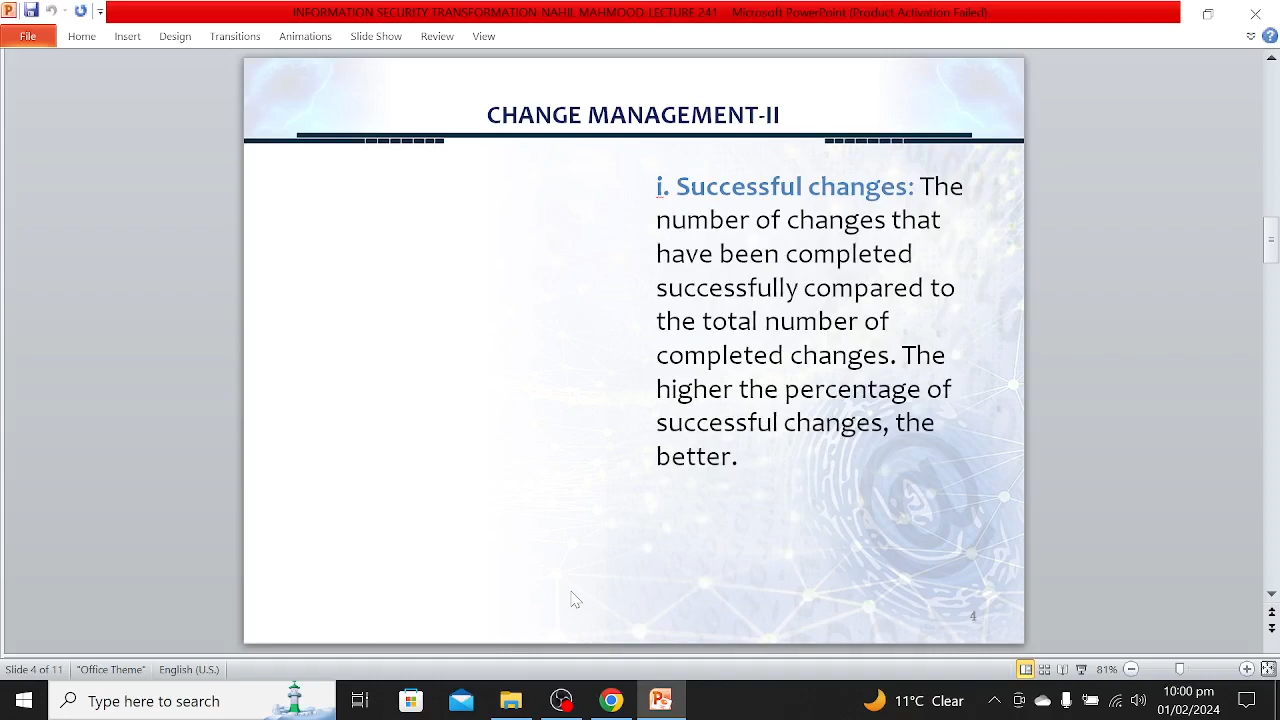 INFORMATION SECURITY TRANSFORMATION-NAHIL MAHMOOD-LECTURE 241 - Microsoft PowerPoint (Product Activation Failed)
File Home Insert Design Transitions Animations Slide Show Review View
CHANGE MANAGEMENT-II
i. Successful changes: The
number of changes that
have been completed
successfully compared to
the total number of
completed changes. The
higher the percentage of
successful changes, the
better.
4
Slide 4 of 11 "Office Theme" English (U.S.) 81%
Type here to search
11°C Clear
10:00 pm
01/02/2024